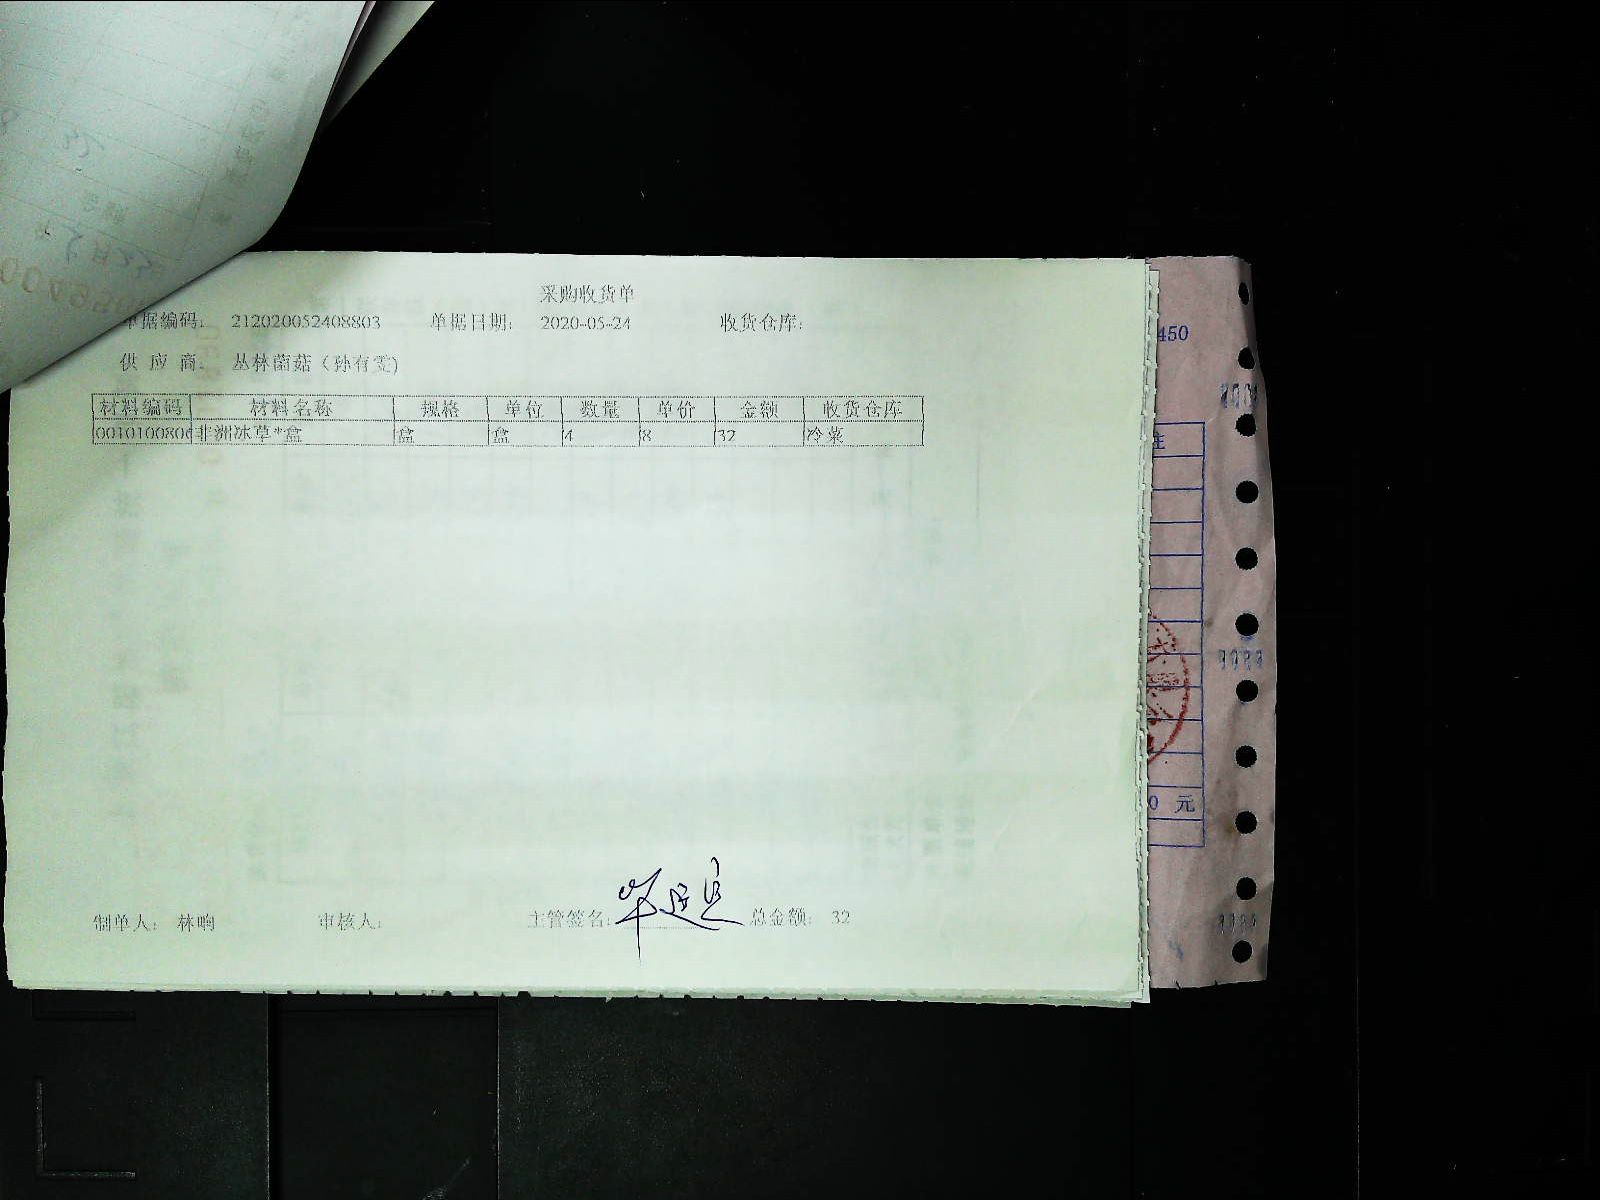 采购收货单
单据编码： 212020052408803 单据日期： 2020-05-24 收货仓库：
供 应 商： 丛林菌菇（孙有雯)
材料编码 材料名称 规格 单位 数量 单价 金额 收货仓库
0010100806 非洲冰草*盒 盒 盒 4 8 32 冷菜
制单人： 林晌 审核人： 主管签名： 总金额： 32
450
注
0 元